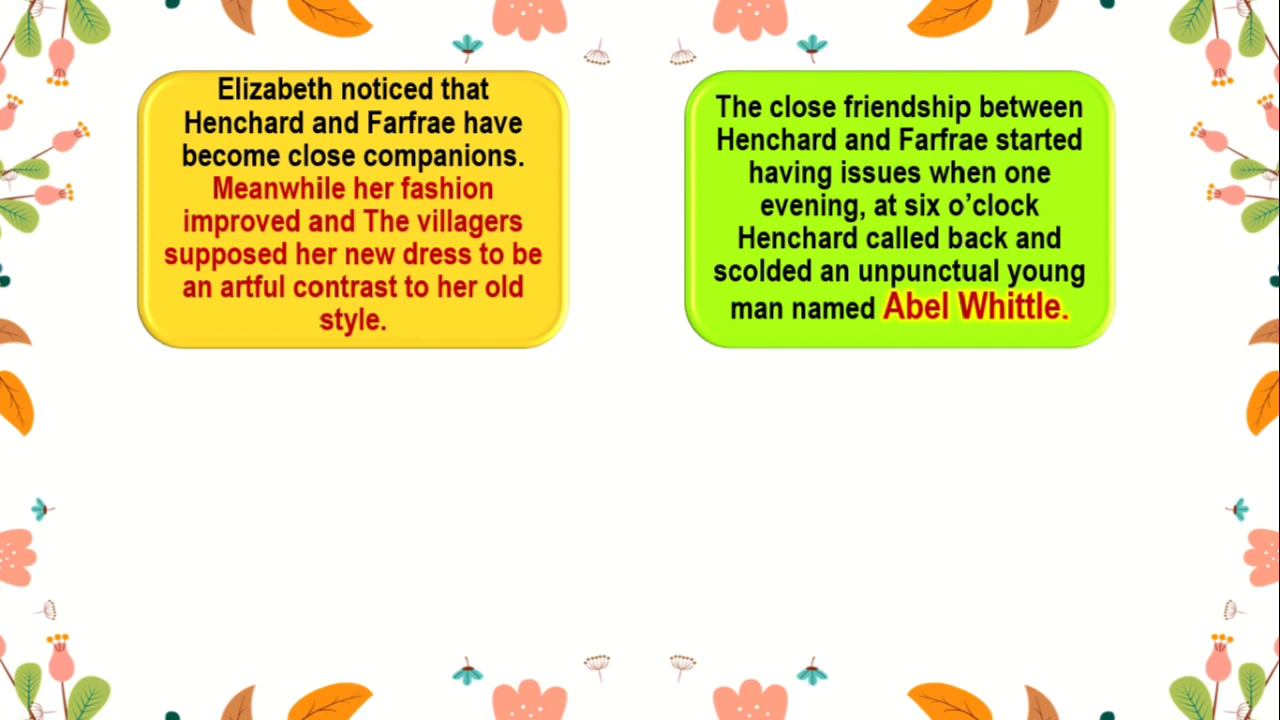 Elizabeth noticed that
Henchard and Farfrae have
become close companions.
Meanwhile her fashion
improved and The villagers
supposed her new dress to be
an artful contrast to her old
style.
The close friendship between
Henchard and Farfrae started
having issues when one
evening, at six o’clock
Henchard called back and
scolded an unpunctual young
man named Abel Whittle.